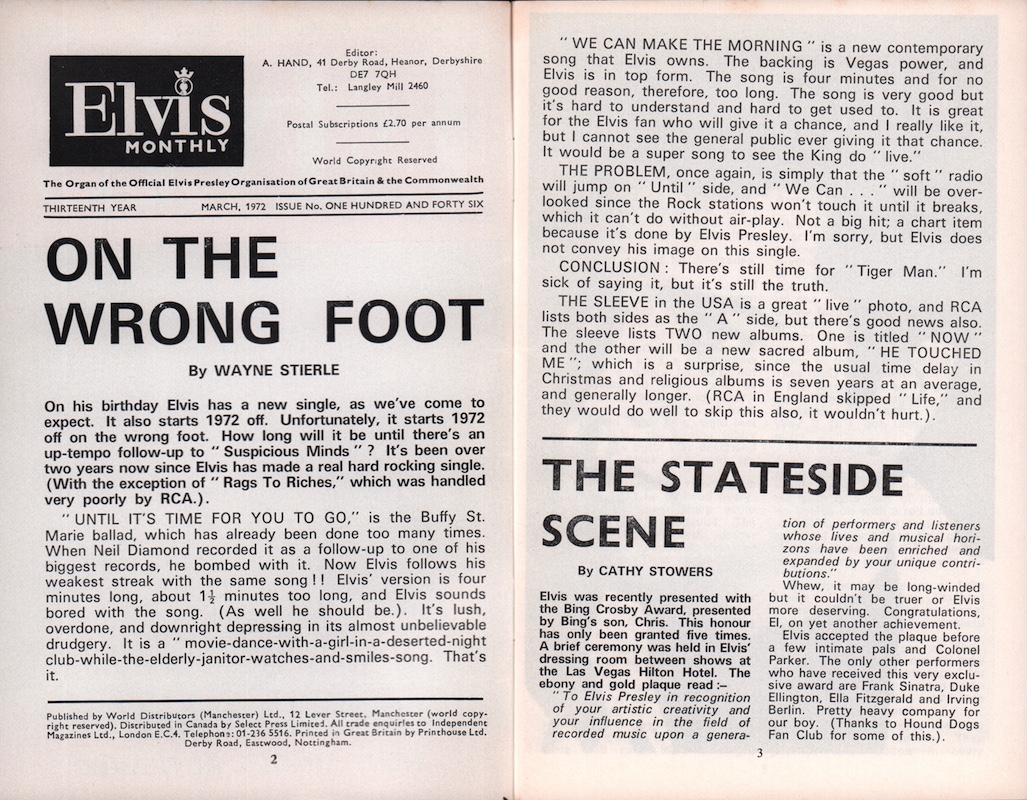 Elvis
MONTHLY
Editor:
A. HAND, 41 Derby Road, Heanor, Derbyshire
DE7 7QH
Tel.: Langley Mill 2460
Postal Subscriptions £2.70 per annum
World Copyright Reserved
The Organ of the Official Elvis Presley Organisation of Great Britain & the Commonwealth
THIRTEENTH YEAR MARCH, 1972 ISSUE No. ONE HUNDRED AND FORTY SIX
ON THE
WRONG FOOT
By WAYNE STIERLE
On his birthday Elvis has a new single, as we've come to
expect. It also starts 1972 off. Unfortunately, it starts 1972
off on the wrong foot. How long will it be until there's an
up-tempo follow-up to "Suspicious Minds"? It's been over
two years now since Elvis has made a real hard rocking single.
(With the exception of "Rags To Riches," which was handled
very poorly by RCA.).
"UNTIL IT'S TIME FOR YOU TO GO," is the Buffy St.
Marie ballad, which has already been done too many times.
When Neil Diamond recorded it as a follow-up to one of his
biggest records, he bombed with it. Now Elvis follows his
weakest streak with the same song!! Elvis' version is four
minutes long, about 1½ minutes too long, and Elvis sounds
bored with the song. (As well he should be.). It's lush,
overdone, and downright depressing in its almost unbelievable
drudgery. It is a "movie-dance-with-a-girl-in-a-deserted-night
club-while-the-elderly-janitor-watches-and-smiles-song. That's
it.
Published by World Distributors (Manchester) Ltd., 12 Lever Street, Manchester (world copy-
right reserved), Distributed in Canada by Select Press Limited. All trade enquiries to Independent
Magazines Ltd., London E.C.4. Telephone: 01-236 5516. Printed in Great Britain by Printhouse Ltd.
Derby Road, Eastwood, Nottingham.
2
"WE CAN MAKE THE MORNING" is a new contemporary
song that Elvis owns. The backing is Vegas power, and
Elvis is in top form. The song is four minutes and for no
good reason, therefore, too long. The song is very good but
it's hard to understand and hard to get used to. It is great
for the Elvis fan who will give it a chance, and I really like it,
but I cannot see the general public ever giving it that chance.
It would be a super song to see the King do "live."
THE PROBLEM, once again, is simply that the "soft" radio
will jump on "Until" side, and "We Can . . ." will be over-
looked since the Rock stations won't touch it until it breaks,
which it can't do without air-play. Not a big hit; a chart item
because it's done by Elvis Presley. I'm sorry, but Elvis does
not convey his image on this single.
CONCLUSION: There's still time for "Tiger Man." I'm
sick of saying it, but it's still the truth.
THE SLEEVE in the USA is a great "live" photo, and RCA
lists both sides as the "A" side, but there's good news also.
The sleeve lists TWO new albums. One is titled "NOW"
and the other will be a new sacred album, "HE TOUCHED
ME"; which is a surprise, since the usual time delay in
Christmas and religious albums is seven years at an average,
and generally longer. (RCA in England skipped "Life," and
they would do well to skip this also, it wouldn't hurt.).
THE STATESIDE
SCENE
By CATHY STOWERS
Elvis was recently presented with
the Bing Crosby Award, presented
by Bing's son, Chris. This honour
has only been granted five times.
A brief ceremony was held in Elvis'
dressing room between shows at
the Las Vegas Hilton Hotel. The
ebony and gold plaque read :–
"To Elvis Presley in recognition
of your artistic creativity and
your influence in the field of
recorded music upon a genera-
tion of performers and listeners
whose lives and musical hori-
zons have been enriched and
expanded by your unique contri-
butions."
Whew, it may be long-winded
but it couldn't be truer or Elvis
more deserving. Congratulations,
El, on yet another achievement.
Elvis accepted the plaque before
a few intimate pals and Colonel
Parker. The only other performers
who have received this very exclu-
sive award are Frank Sinatra, Duke
Ellington, Ella Fitzgerald and Irving
Berlin. Pretty heavy company for
our boy. (Thanks to Hound Dogs
Fan Club for some of this.).
3